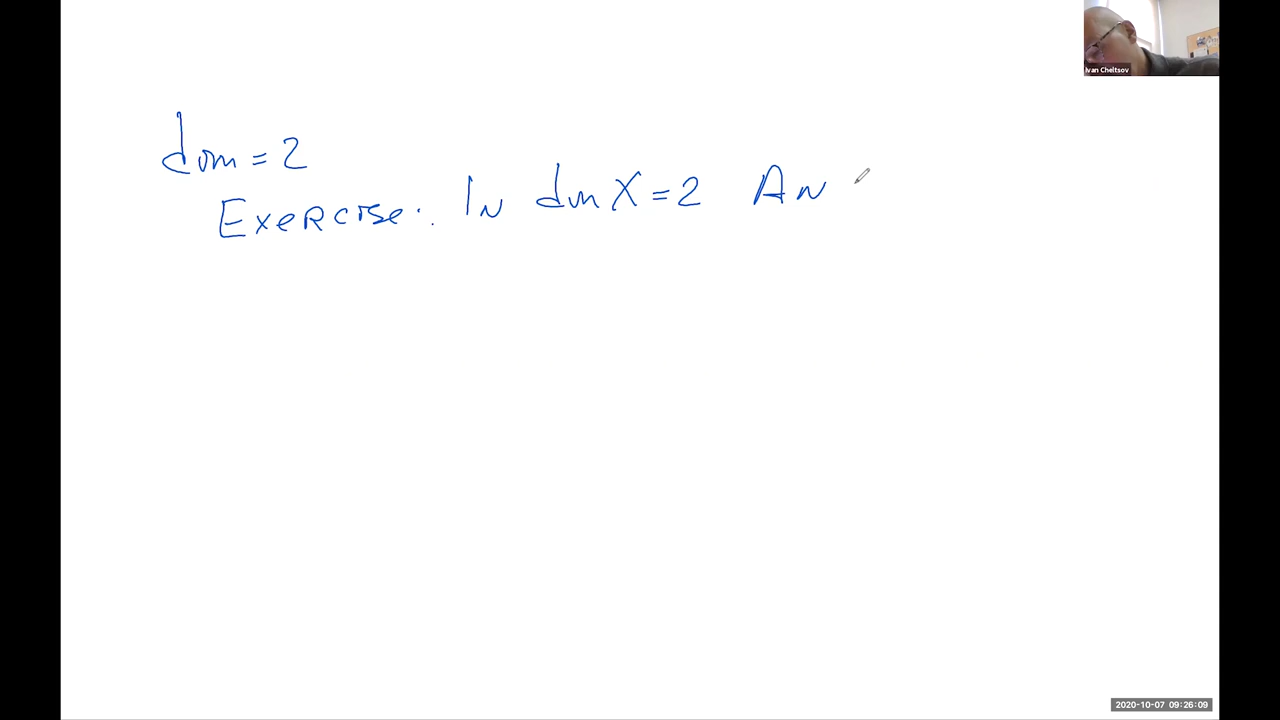 dim = 2
Exercise: In dim X = 2 An
Ivan Cheltsov
2020-10-07 09:26:09